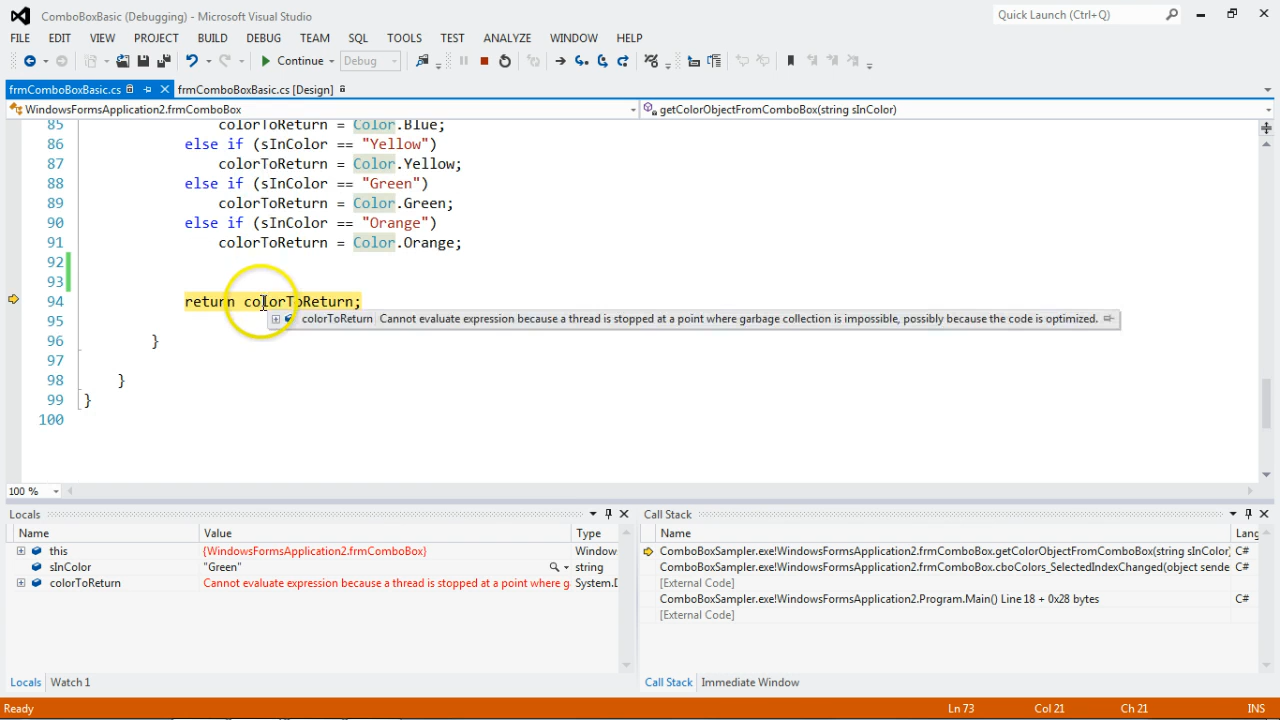 ComboBoxBasic (Debugging) - Microsoft Visual Studio
Quick Launch (Ctrl+Q)
FILE EDIT VIEW PROJECT BUILD DEBUG TEAM SQL TOOLS TEST ANALYZE WINDOW HELP
Continue Debug
frmComboBoxBasic.cs frmComboBoxBasic.cs [Design]
WindowsFormsApplication2.frmComboBox getColorObjectFromComboBox(string sInColor)
85 colorToReturn = Color.Blue;
86 else if (sInColor == "Yellow")
87 colorToReturn = Color.Yellow;
88 else if (sInColor == "Green")
89 colorToReturn = Color.Green;
90 else if (sInColor == "Orange")
91 colorToReturn = Color.Orange;
92
93
94 return colorToReturn;
colorToReturn Cannot evaluate expression because a thread is stopped at a point where garbage collection is impossible, possibly because the code is optimized.
95
96 }
97
98 }
99 }
100
100 %
Locals
Name Value Type
this {WindowsFormsApplication2.frmComboBox} Windows
sInColor "Green" string
colorToReturn Cannot evaluate expression because a thread is stopped at a point where g System.D
Locals Watch 1
Call Stack
Name Lang
ComboBoxSampler.exe!WindowsFormsApplication2.frmComboBox.getColorObjectFromComboBox(string sInColor) C#
ComboBoxSampler.exe!WindowsFormsApplication2.frmComboBox.cboColors_SelectedIndexChanged(object sende C#
[External Code]
ComboBoxSampler.exe!WindowsFormsApplication2.Program.Main() Line 18 + 0x28 bytes C#
[External Code]
Call Stack Immediate Window
Ready Ln 73 Col 21 Ch 21 INS